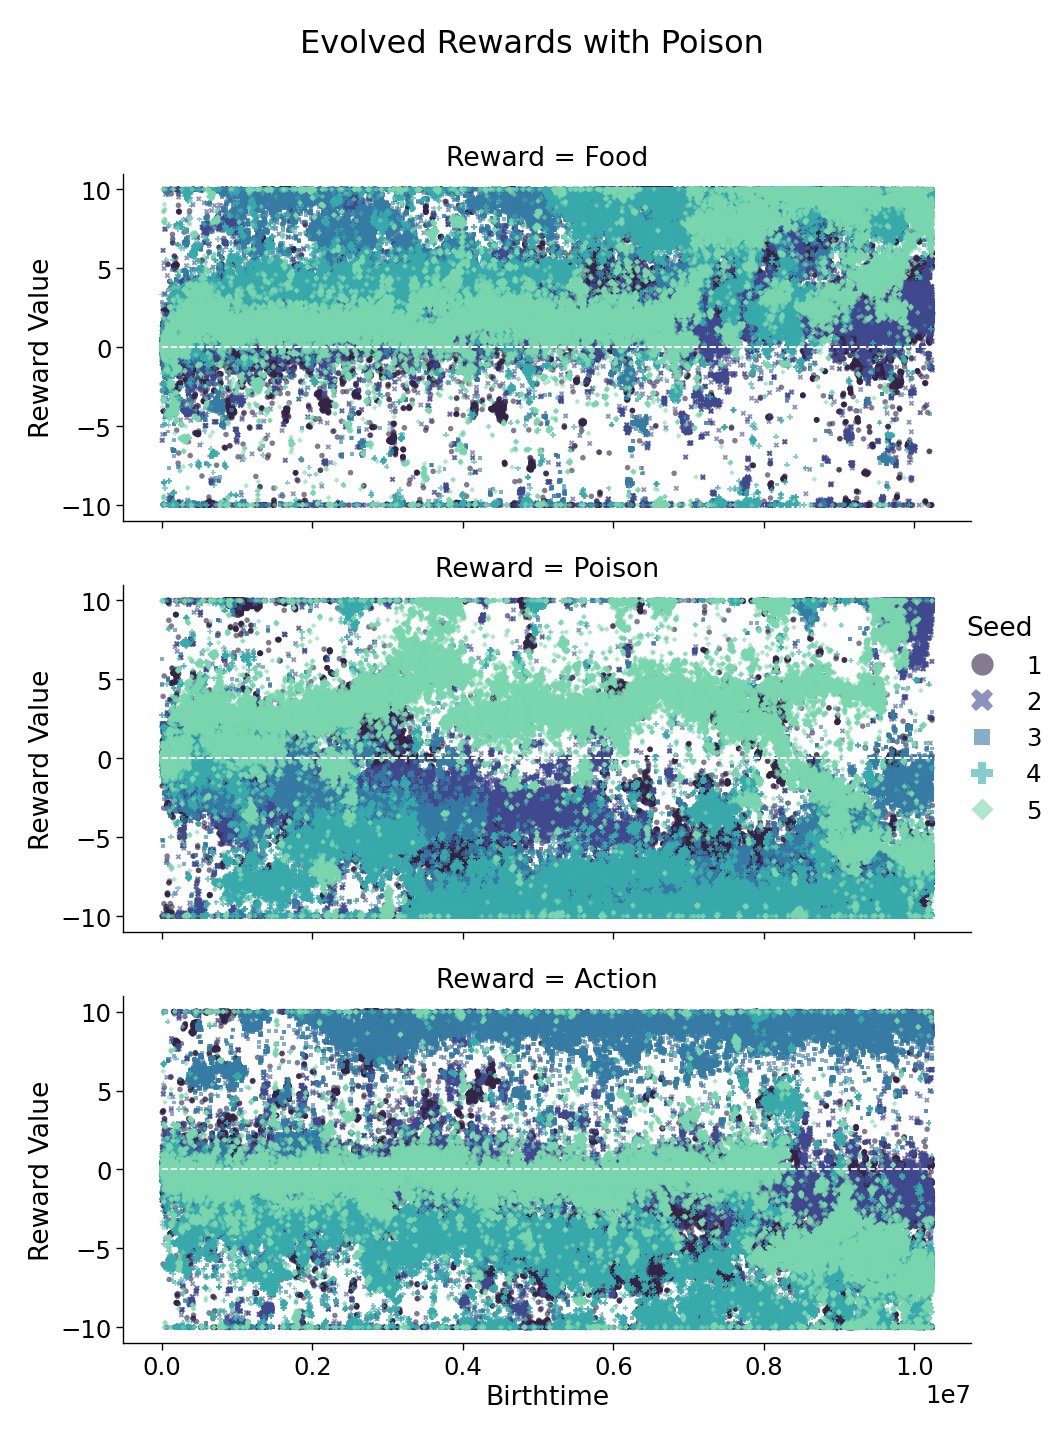 Evolved Rewards with Poison
Reward = Food
10
5
0
−5
−10
Reward Value
Reward = Poison
10
5
0
−5
−10
Reward Value
Seed
1
2
3
4
5
Reward = Action
10
5
0
−5
−10
Reward Value
0.0 0.2 0.4 0.6 0.8 1.0
Birthtime
1e7